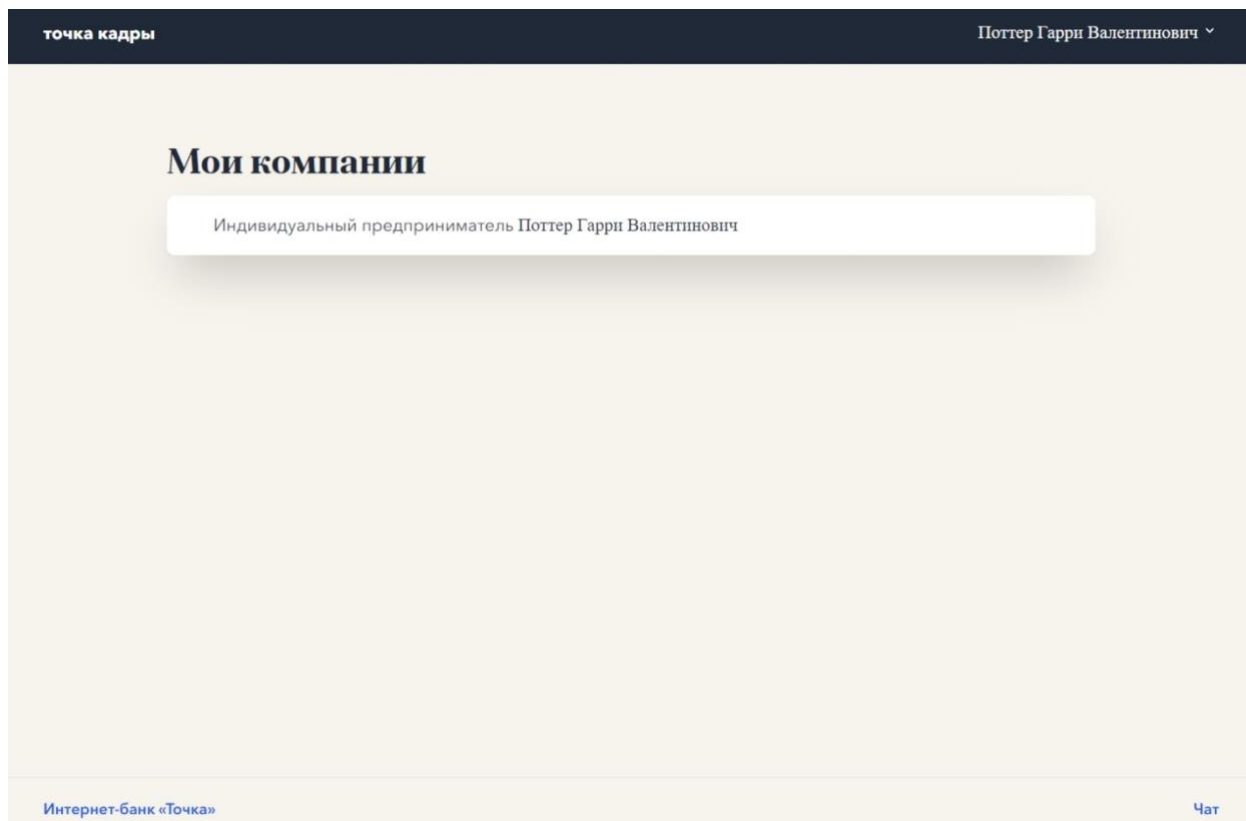 точка кадры
Поттер Гарри Валентинович
Мои компании
Индивидуальный предприниматель Поттер Гарри Валентинович
Интернет-банк «Точка»
Чат